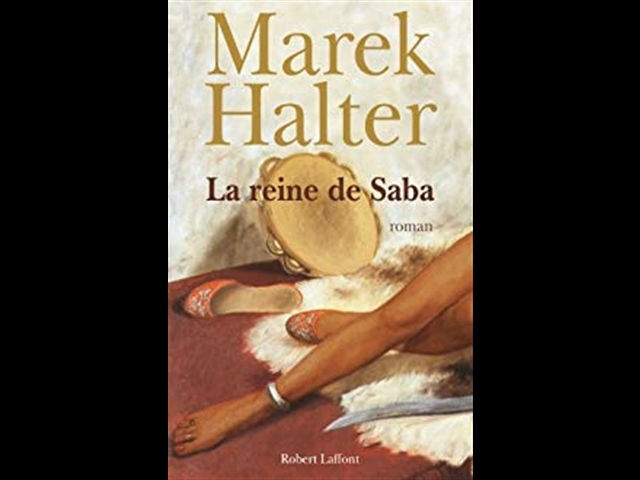 Marek
Halter
La reine de Saba
roman
Robert Laffont